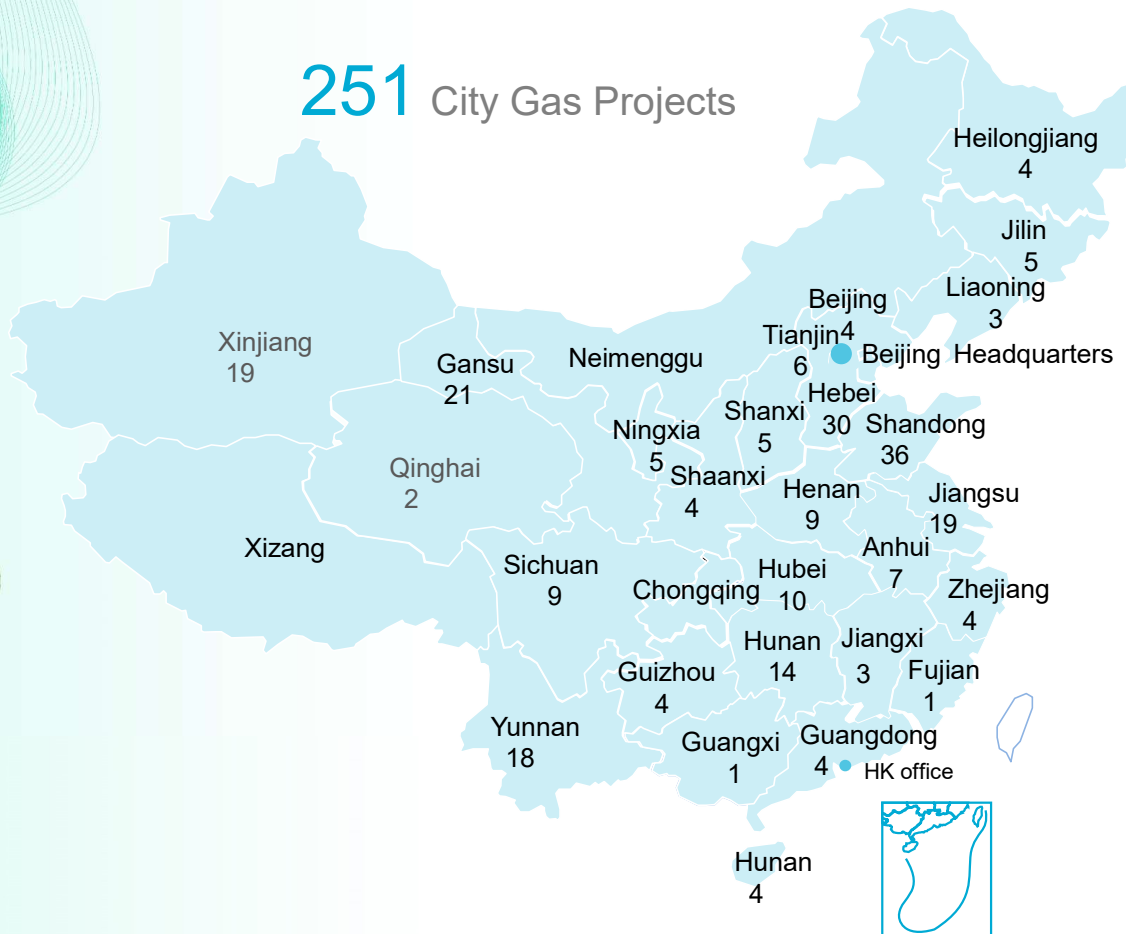 251 City Gas Projects
Heilongjiang
4
Jilin
5
Liaoning
3
Beijing
4
Tianjin
6
Beijing Headquarters
Xinjiang
19
Gansu
21
Neimenggu
Hebei
30
Shanxi
5
Shandong
36
Ningxia
5
Qinghai
2
Shaanxi
4
Henan
9
Jiangsu
19
Xizang
Anhui
7
Sichuan
9
Chongqing
Hubei
10
Zhejiang
4
Hunan
14
Jiangxi
3
Fujian
1
Guizhou
4
Yunnan
18
Guangxi
1
Guangdong
4
HK office
Hunan
4